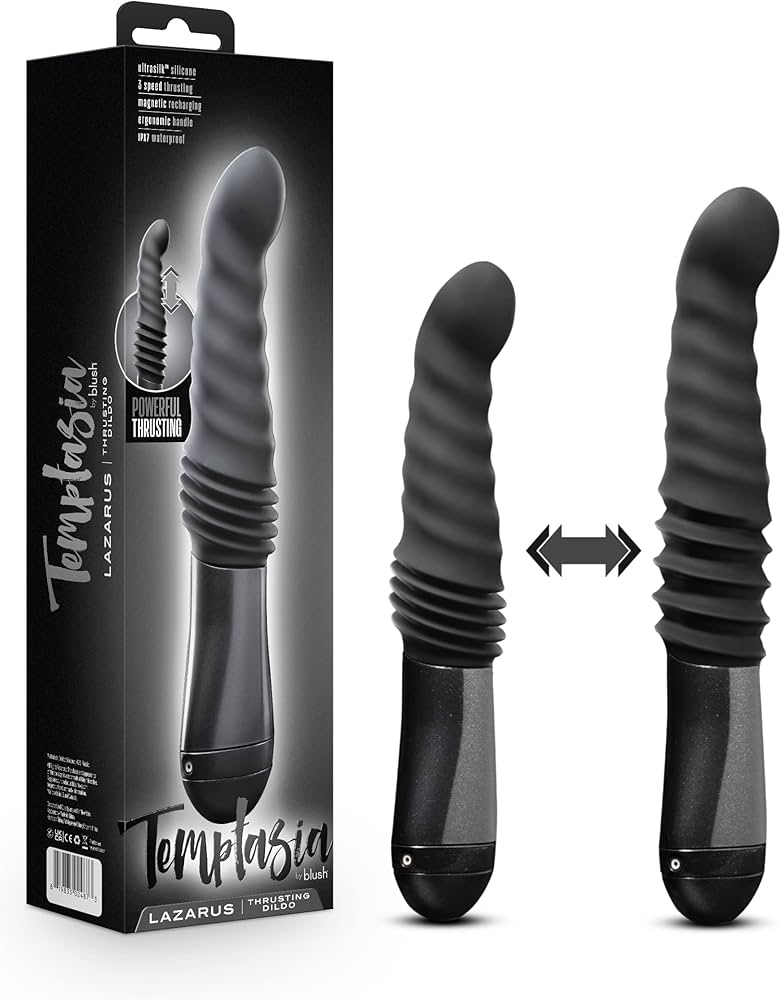 ultrasilk™ silicone
3 speed thrusting
magnetic recharging
ergonomic handle
IPX7 waterproof
POWERFUL
THRUSTING
Temptasia
by blush
LAZARUS | THRUSTING
DILDO
Temptasia
by blush
LAZARUS | THRUSTING
DILDO